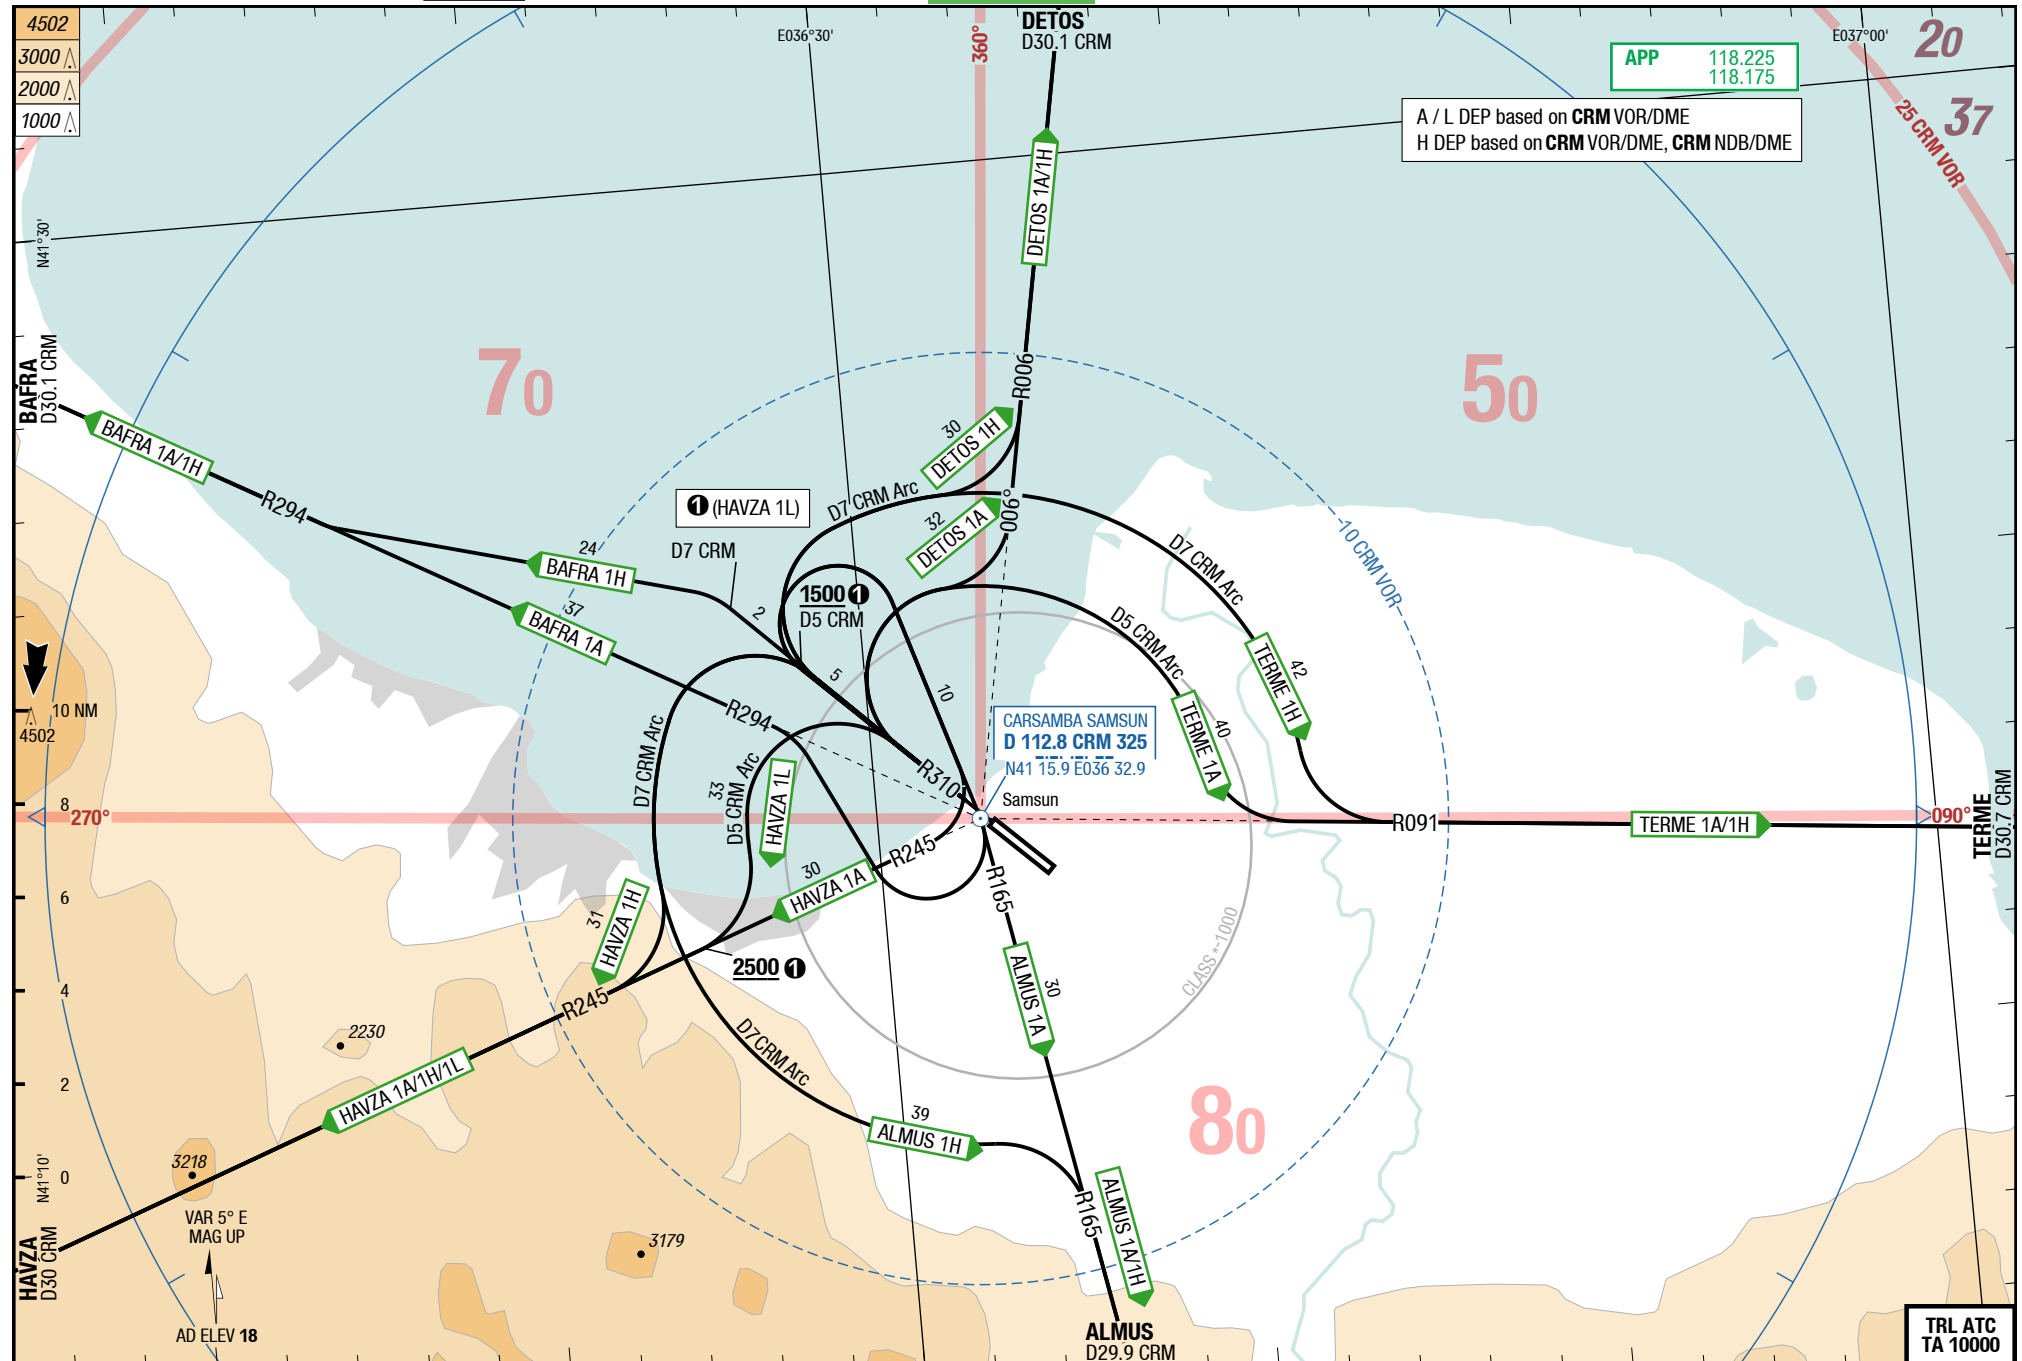 4502
3000
2000
1000
E036°30'
360°
DETOS
D30.1 CRM
E037°00'
20
37
APP 118.225
118.175
A / L DEP based on CRM VOR/DME
H DEP based on CRM VOR/DME, CRM NDB/DME
25 CRM VOR
N41°30'
DETOS 1A/1H
BAFRA
D30.1 CRM
BAFRA 1A/1H
R294
70
50
R006
30
DETOS 1H
D7 CRM Arc
❶ (HAVZA 1L)
32
DETOS 1A
006°
D7 CRM
24
BAFRA 1H
37
BAFRA 1A
2
1500 ❶
D5 CRM
5
10
D7 CRM Arc
10 CRM VOR
D5 CRM Arc
TERME 1H
42
TERME 1A
40
R294
R310
CARSAMBA SAMSUN
D 112.8 CRM 325
N41 15.9 E036 32.9
Samsun
D7 CRM Arc
33
D5 CRM Arc
HAVZA 1L
10 NM
4502
8
6
4
2
0
270°
090°
R091
TERME 1A/1H
TERME
D30.7 CRM
R245
30
HAVZA 1A
R165
31
HAVZA 1H
2500 ❶
R245
ALMUS 1A
30
CLASS *-1000
2230
HAVZA 1A/1H/1L
D7 CRM Arc
39
ALMUS 1H
80
3218
N41°10'
VAR 5° E
MAG UP
3179
R165
ALMUS 1A/1H
HAVZA
D30 CRM
AD ELEV 18
ALMUS
D29.9 CRM
TRL ATC
TA 10000